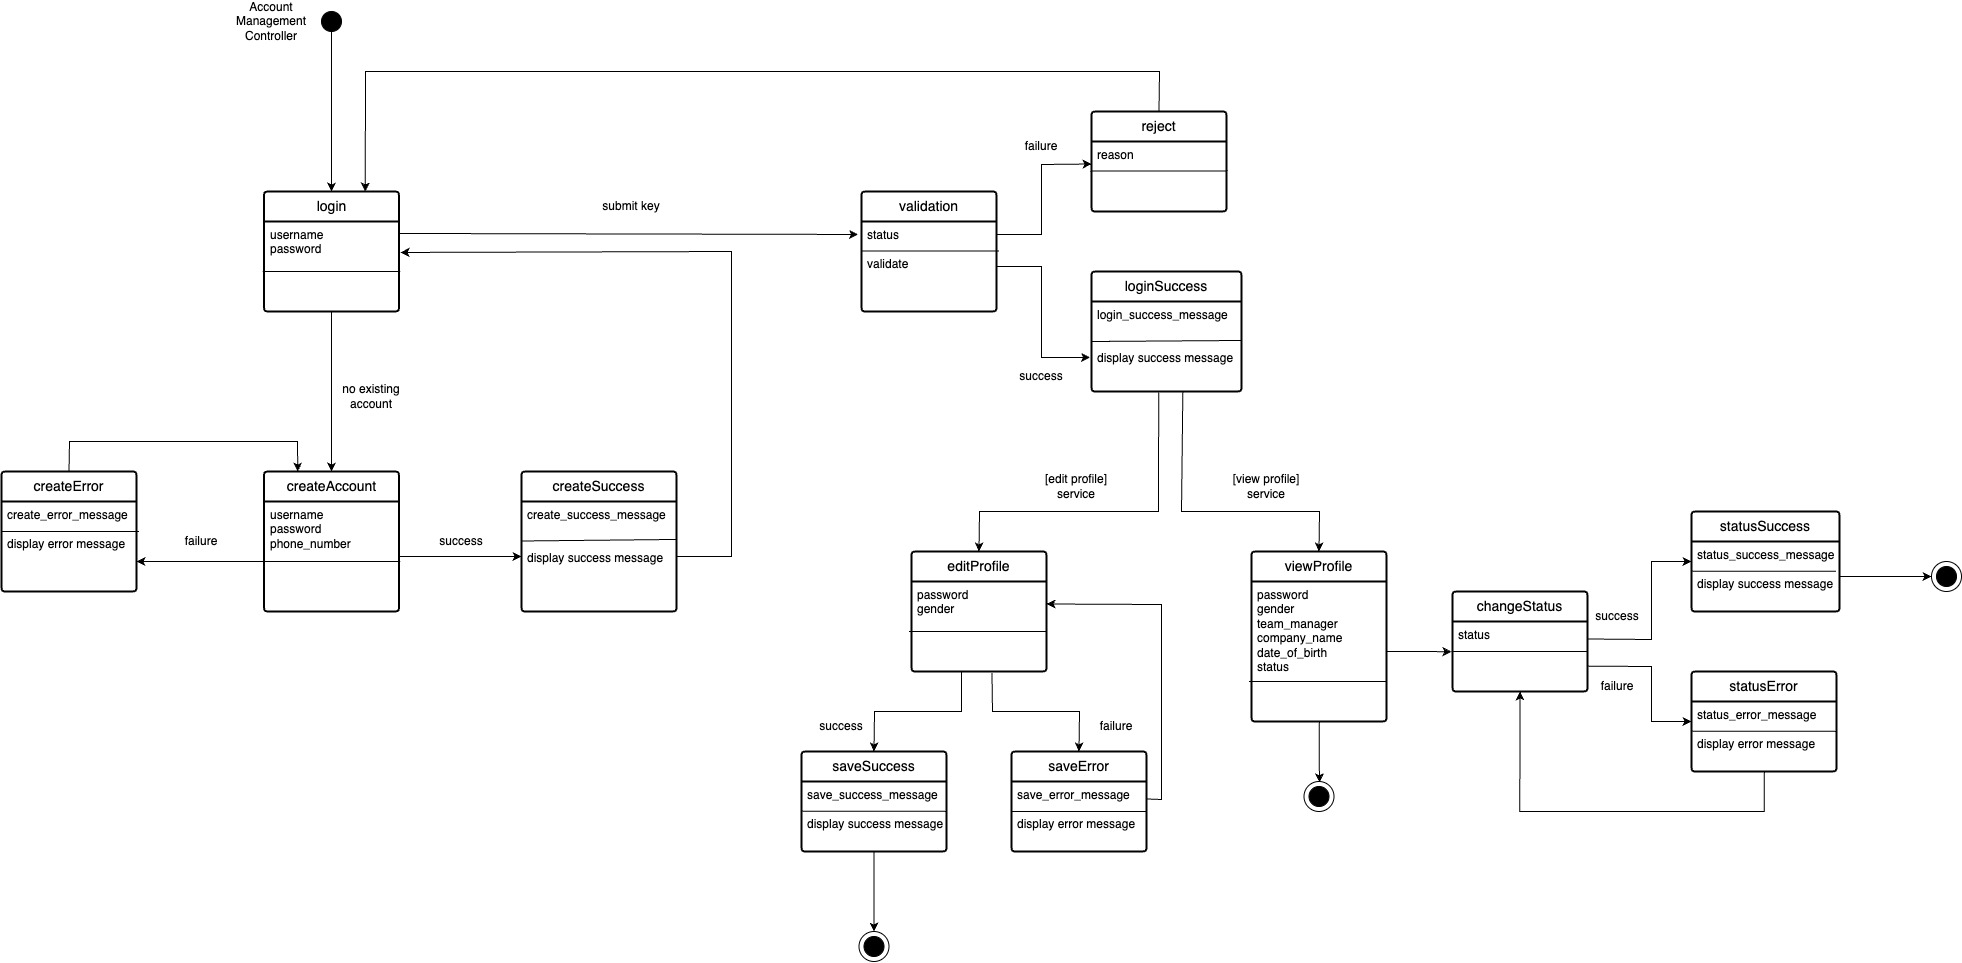 Account
Management
Controller
reject
reason
failure
login
username
password
submit key
validation
status
validate
loginSuccess
login_success_message
display success message
success
no existing
account
createError
create_error_message
display error message
failure
createAccount
username
password
phone_number
success
createSuccess
create_success_message
display success message
[edit profile]
service
[view profile]
service
editProfile
password
gender
viewProfile
password
gender
team_manager
company_name
date_of_birth
status
changeStatus
status
success
failure
statusSuccess
status_success_message
display success message
statusError
status_error_message
display error message
success
failure
saveSuccess
save_success_message
display success message
saveError
save_error_message
display error message